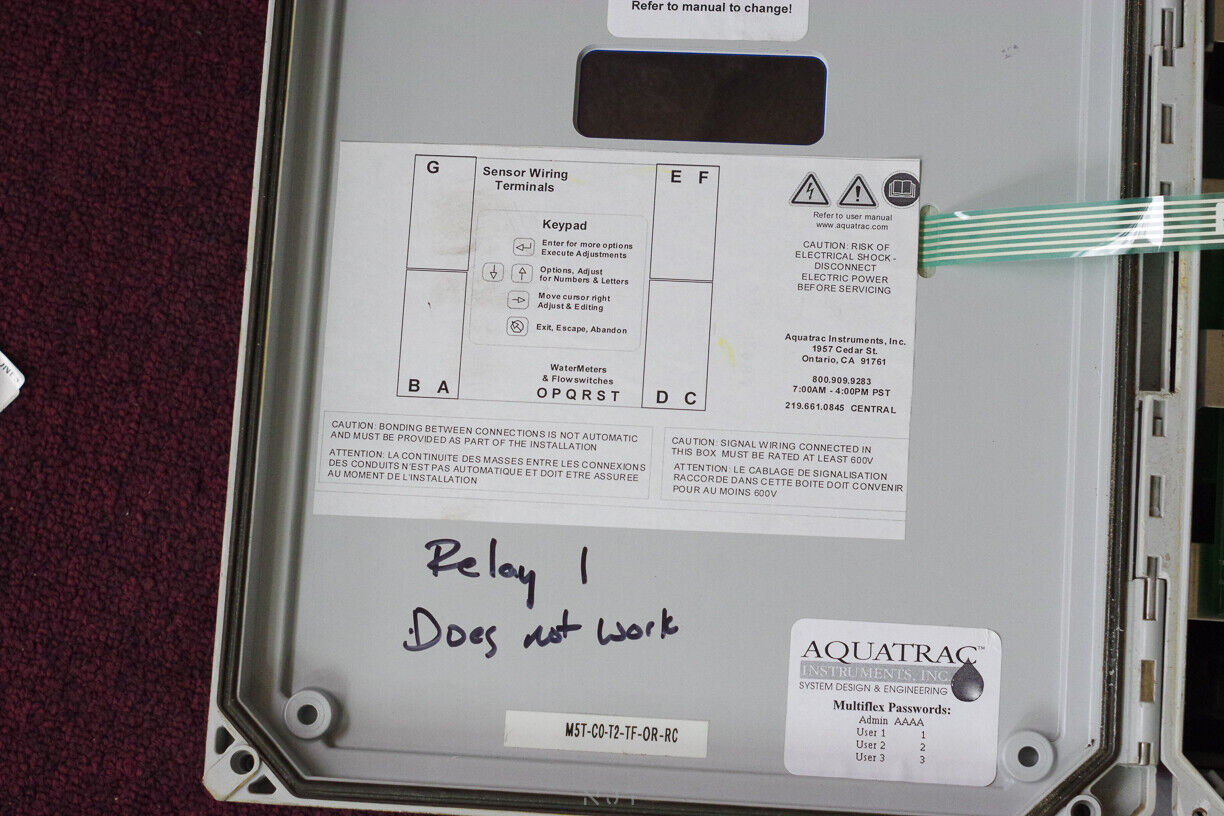 Refer to manual to change!
G
Sensor Wiring
Terminals
E F
Keypad
Enter for more options
Execute Adjustments
Options, Adjust
for Numbers & Letters
Move cursor right
Adjust & Editing
Exit, Escape, Abandon
WaterMeters
& Flowswitches
O P Q R S T
B A
D C
Refer to user manual
www.aquatrac.com
CAUTION: RISK OF
ELECTRICAL SHOCK-
DISCONNECT
ELECTRIC POWER
BEFORE SERVICING
Aquatrac Instruments, Inc.
1957 Cedar St.
Ontario, CA 91761
800.909.9283
7:00AM - 4:00PM PST
219.661.0845 CENTRAL
CAUTION: BONDING BETWEEN CONNECTIONS IS NOT AUTOMATIC
AND MUST BE PROVIDED AS PART OF THE INSTALLATION
ATTENTION: LA CONTINUITE DES MASSES ENTRE LES CONNEXIONS
DES CONDUITS N'EST PAS AUTOMATIQUE ET DOIT ETRE ASSUREE
AU MOMENT DE L'INSTALLATION
CAUTION: SIGNAL WIRING CONNECTED IN
THIS BOX MUST BE RATED AT LEAST 600V
ATTENTION: LE CABLAGE DE SIGNALISATION
RACCORDE DANS CETTE BOITE DOIT CONVENIR
POUR AU MOINS 600V
Relay 1
Does not work
M5T-C0-T2-TF-OR-RC
AQUATRAC™
INSTRUMENTS, INC.
SYSTEM DESIGN & ENGINEERING
Multiflex Passwords:
Admin AAAA
User 1 1
User 2 2
User 3 3